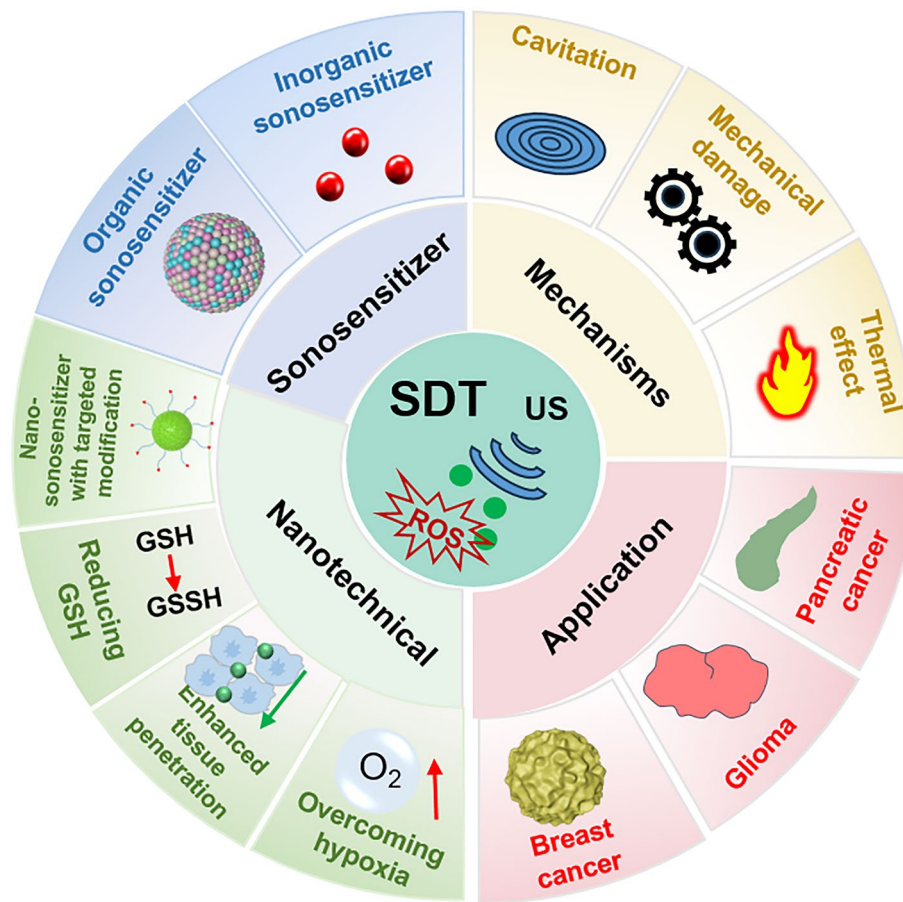 SDT
US
ROS
Sonosensitizer
Mechanisms
Application
Nanotechnical
Inorganic
sonosensitizer
Organic
sonosensitizer
Cavitation
Mechanical
damage
Thermal
effect
Pancreatic
cancer
Glioma
Breast
cancer
O2
Overcoming
hypoxia
Enhanced
tissue
penetration
Reducing
GSH
GSH
GSSH
Nano-
sonosensitizer
with targeted
modification